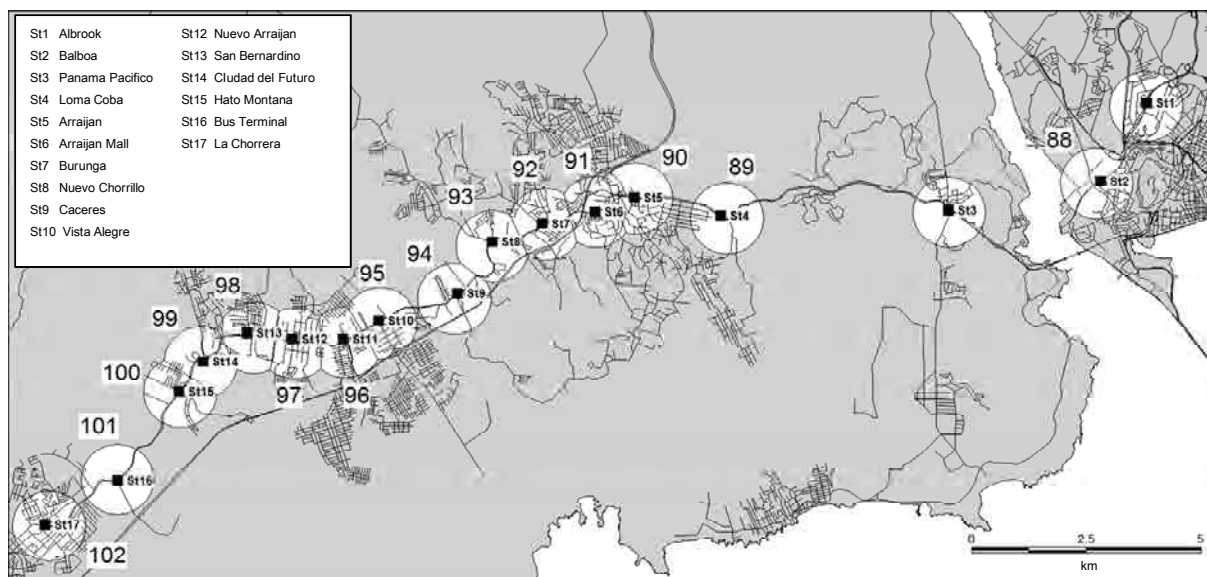 St1 Albrook
St2 Balboa
St3 Panama Pacifico
St4 Loma Coba
St5 Arraijan
St6 Arraijan Mall
St7 Burunga
St8 Nuevo Chorrillo
St9 Caceres
St10 Vista Alegre
St12 Nuevo Arraijan
St13 San Bernardino
St14 CIudad del Futuro
St15 Hato Montana
St16 Bus Terminal
St17 La Chorrera
88
89
90
91
92
93
94
95
96
97
98
99
100
101
102
St1
St2
St3
St4
St5
St6
St7
St8
St9
St10
St11
St12
St13
St14
St15
St16
St17
0 2.5 5
km